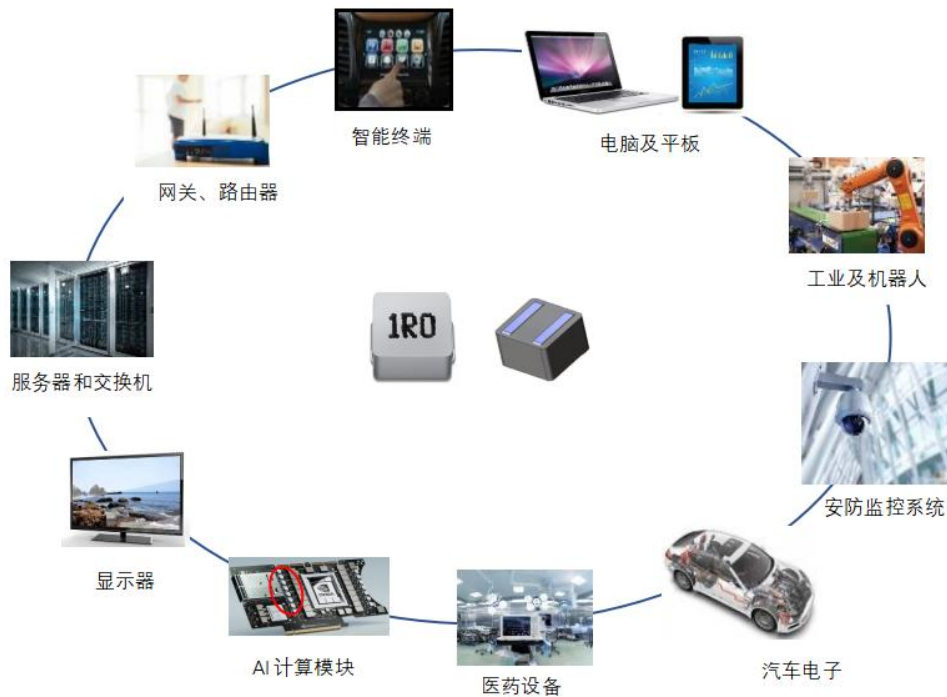 智能终端
电脑及平板
网关、路由器
工业及机器人
1R0
服务器和交换机
安防监控系统
显示器
AI计算模块
医药设备
汽车电子